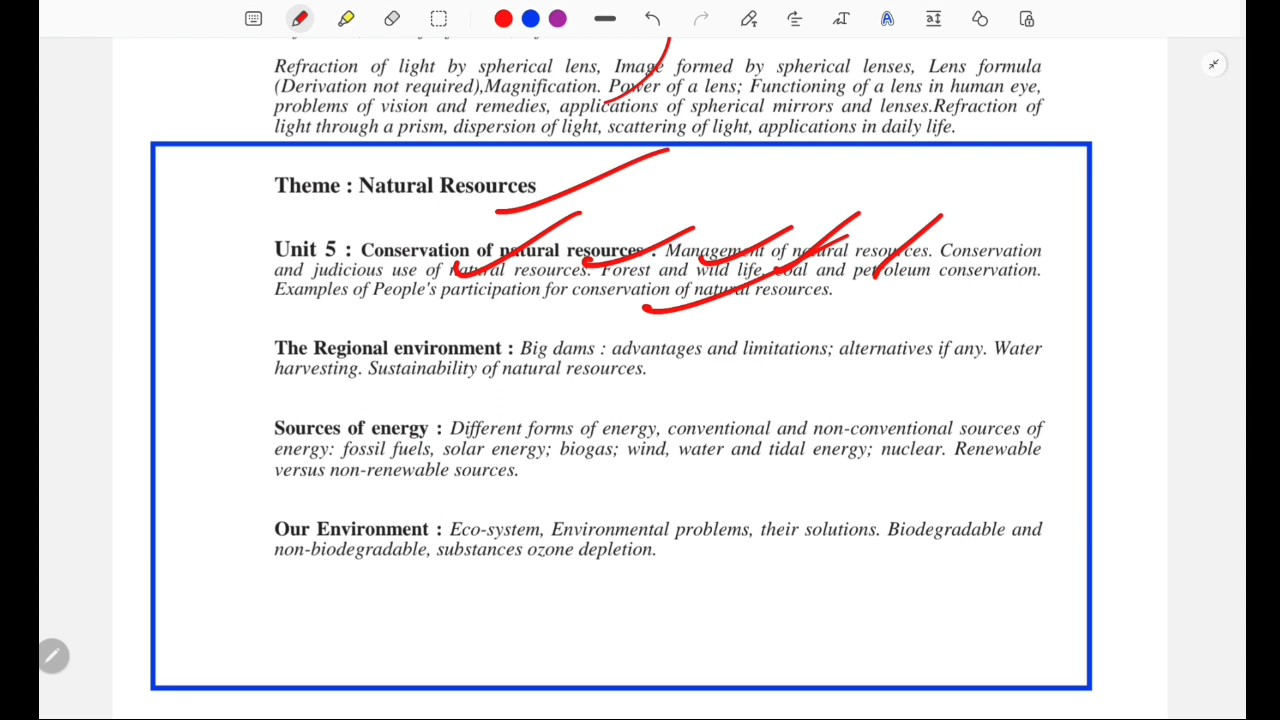 Refraction of light by spherical lens, Image formed by spherical lenses, Lens formula
(Derivation not required),Magnification. Power of a lens; Functioning of a lens in human eye,
problems of vision and remedies, applications of spherical mirrors and lenses.Refraction of
light through a prism, dispersion of light, scattering of light, applications in daily life.
Theme : Natural Resources
Unit 5 : Conservation of natural resources : Management of natural resources. Conservation
and judicious use of natural resources. Forest and wild life, coal and petroleum conservation.
Examples of People's participation for conservation of natural resources.
The Regional environment : Big dams : advantages and limitations; alternatives if any. Water
harvesting. Sustainability of natural resources.
Sources of energy : Different forms of energy, conventional and non-conventional sources of
energy: fossil fuels, solar energy; biogas; wind, water and tidal energy; nuclear. Renewable
versus non-renewable sources.
Our Environment : Eco-system, Environmental problems, their solutions. Biodegradable and
non-biodegradable, substances ozone depletion.